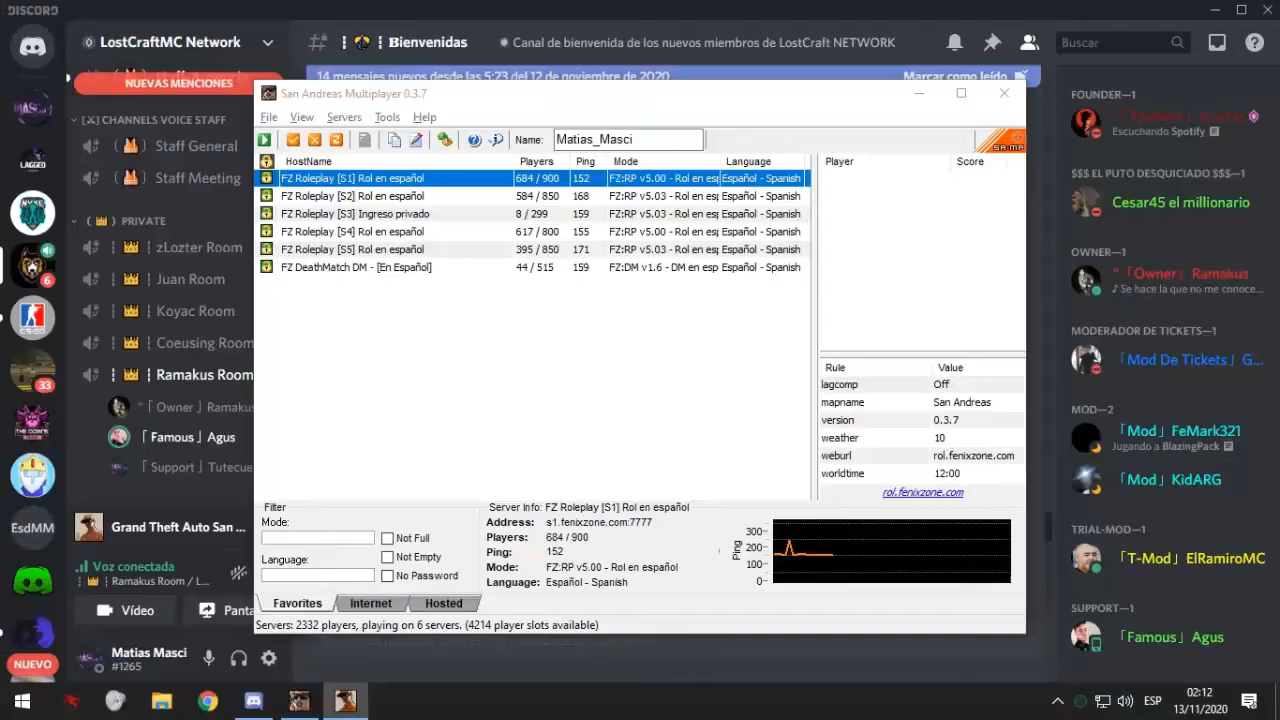 DISCORD
LostCraftMC Network
Bienvenidas
Canal de bienvenida de los nuevos miembros de LostCraft NETWORK
Buscar
NUEVAS MENCIONES
14 mensajes nuevos desde las 5:23 del 12 de noviembre de 2020
Marcar como leído
CHANNELS VOICE STAFF
Staff General
Staff Meeting
PRIVATE
zLozter Room
Juan Room
Koyac Room
Coeusing Room
Ramakus Room
"「Owner」Ramakus
「Famous」Agus
「Support」Tutecue
MASCI
LAGGED
NYKE
6
CS:GO
33
EsdMM
NUEVO
Grand Theft Auto San ...
Voz conectada
Ramakus Room / L...
Vídeo
Panta
Matias Masci
#1265
San Andreas Multiplayer 0.3.7
File View Servers Tools Help
Name: Matias_Masci
SA:MP
HostName Players Ping Mode Language
FZ Roleplay [S1] Rol en español 684 / 900 152 FZ:RP v5.00 - Rol en esp Español - Spanish
FZ Roleplay [S2] Rol en español 584 / 850 168 FZ:RP v5.03 - Rol en esp Español - Spanish
FZ Roleplay [S3] Ingreso privado 8 / 299 159 FZ:RP v5.03 - Rol en esp Español - Spanish
FZ Roleplay [S4] Rol en español 617 / 800 155 FZ:RP v5.00 - Rol en esp Español - Spanish
FZ Roleplay [S5] Rol en español 395 / 850 171 FZ:RP v5.03 - Rol en esp Español - Spanish
FZ DeathMatch DM - [En Español] 44 / 515 159 FZ:DM v1.6 - DM en esp Español - Spanish
Player Score
Rule Value
lagcomp Off
mapname San Andreas
version 0.3.7
weather 10
weburl rol.fenixzone.com
worldtime 12:00
rol.fenixzone.com
Filter
Mode:
Language:
Not Full
Not Empty
No Password
Server Info: FZ Roleplay [S1] Rol en español
Address: s1.fenixzone.com:7777
Players: 684 / 900
Ping: 152
Mode: FZ:RP v5.00 - Rol en español
Language: Español - Spanish
Ping
300
200
100
0
Favorites Internet Hosted
Servers: 2332 players, playing on 6 servers. (4214 player slots available)
FOUNDER—1
Escuchando Spotify
$$$ EL PUTO DESQUICIADO $$$—1
Cesar45 el millonario
OWNER—1
"「Owner」Ramakus
Se hace la que no me conoce...
MODERADOR DE TICKETS—1
「Mod De Tickets」G...
MOD—2
「Mod」FeMark321
Jugando a BlazingPack
「Mod」KidARG
TRIAL-MOD—1
「T-Mod」ElRamiroMC
SUPPORT—1
「Famous」Agus
ESP
02:12
13/11/2020